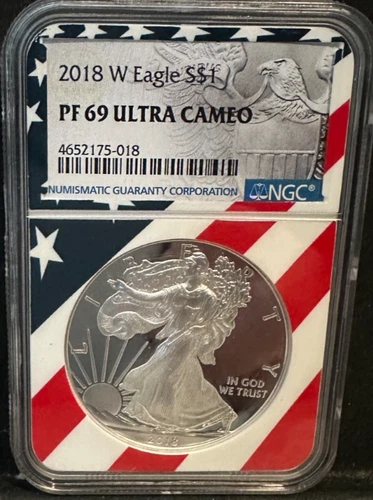 2018 W Eagle S$1
PF 69 ULTRA CAMEO
4652175-018
NUMISMATIC GUARANTY CORPORATION NGC®
LIBERTY
IN GOD
WE TRUST
2018